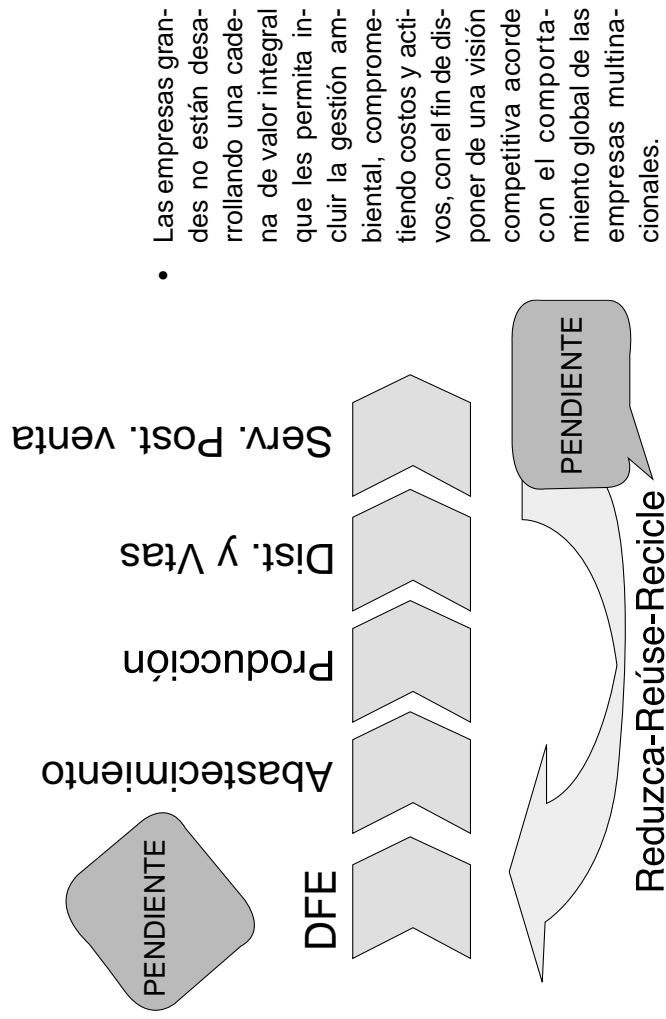 PENDIENTE
DFE
Abastecimiento
Producción
Dist. y Vtas
Serv. Post. venta
PENDIENTE
Reduzca-Reúse-Recicle
• Las empresas gran-
des no están desa-
rrollando una cade-
na de valor integral
que les permita in-
cluir la gestión am-
biental, comprome-
tiendo costos y acti-
vos, con el fin de dis-
poner de una visión
competitiva acorde
con el comporta-
miento global de las
empresas multina-
cionales.